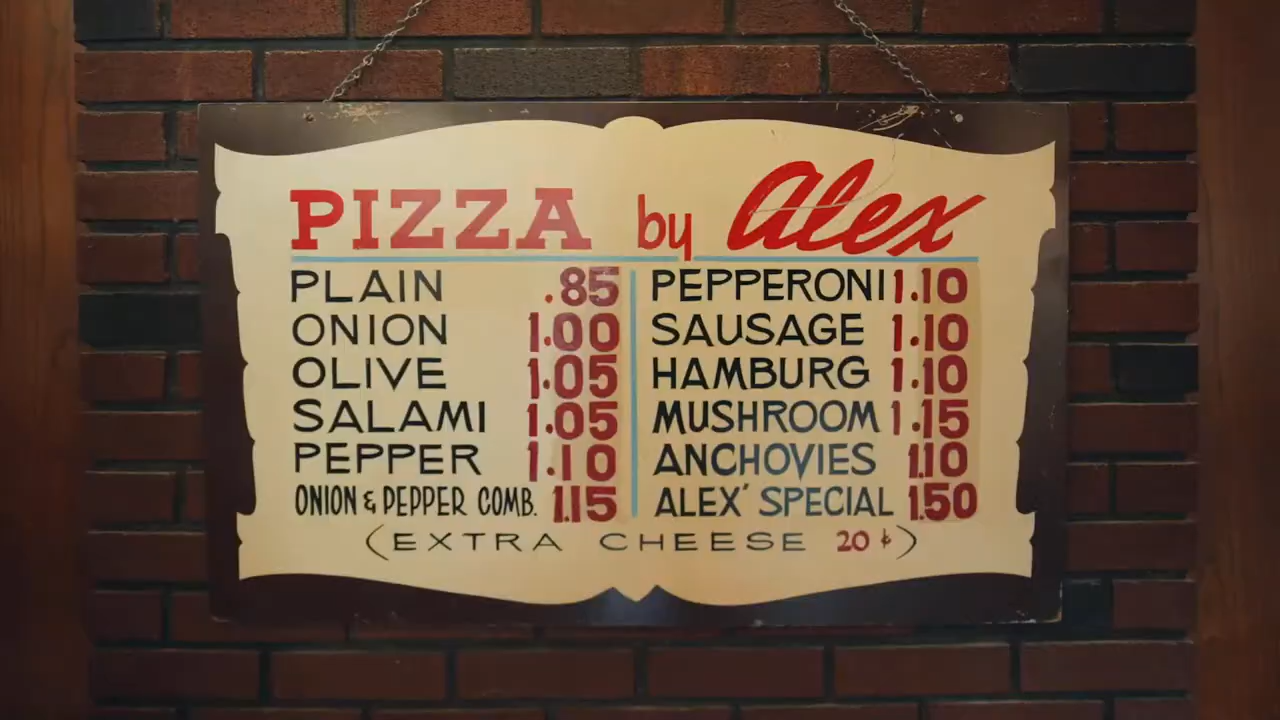 PIZZA by Alex
PLAIN .85
ONION 1.00
OLIVE 1.05
SALAMI 1.05
PEPPER 1.10
ONION & PEPPER COMB. 1.15
PEPPERONI 1.10
SAUSAGE 1.10
HAMBURG 1.10
MUSHROOM 1.15
ANCHOVIES 1.10
ALEX' SPECIAL 1.50
(EXTRA CHEESE 20¢)